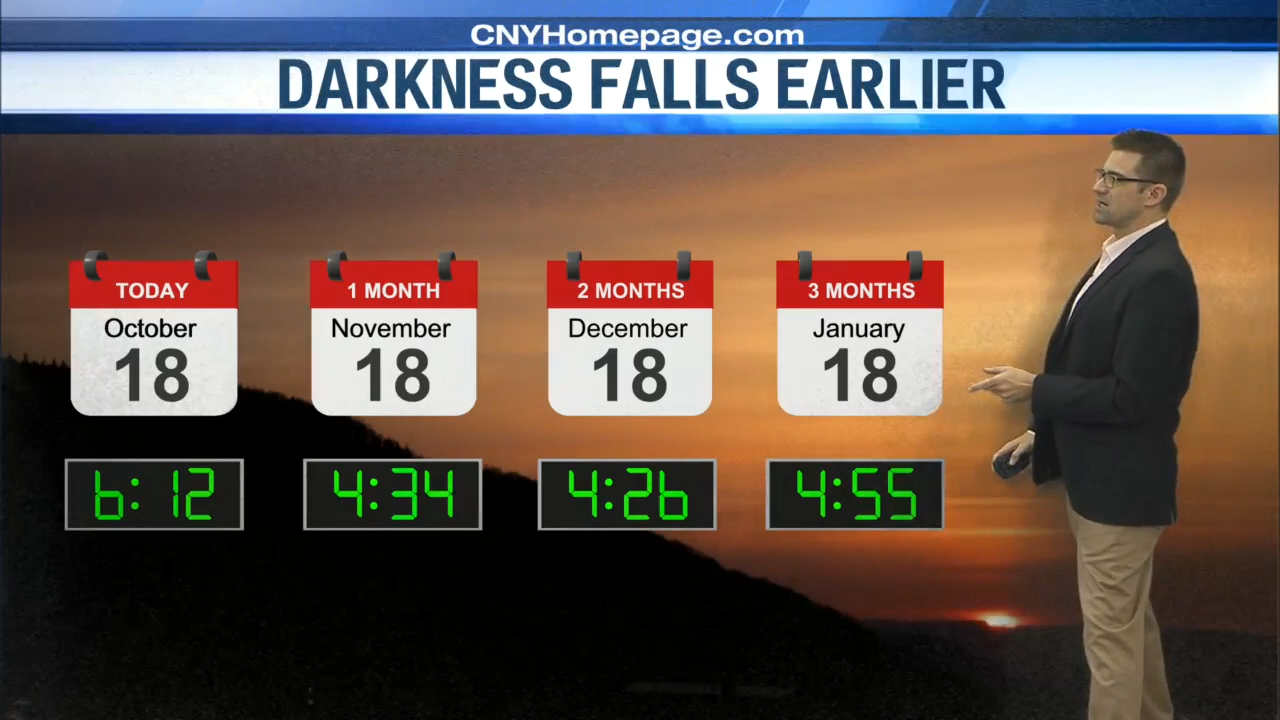 CNYHomepage.com
DARKNESS FALLS EARLIER
TODAY
October
18
6:12
1 MONTH
November
18
4:34
2 MONTHS
December
18
4:26
3 MONTHS
January
18
4:55